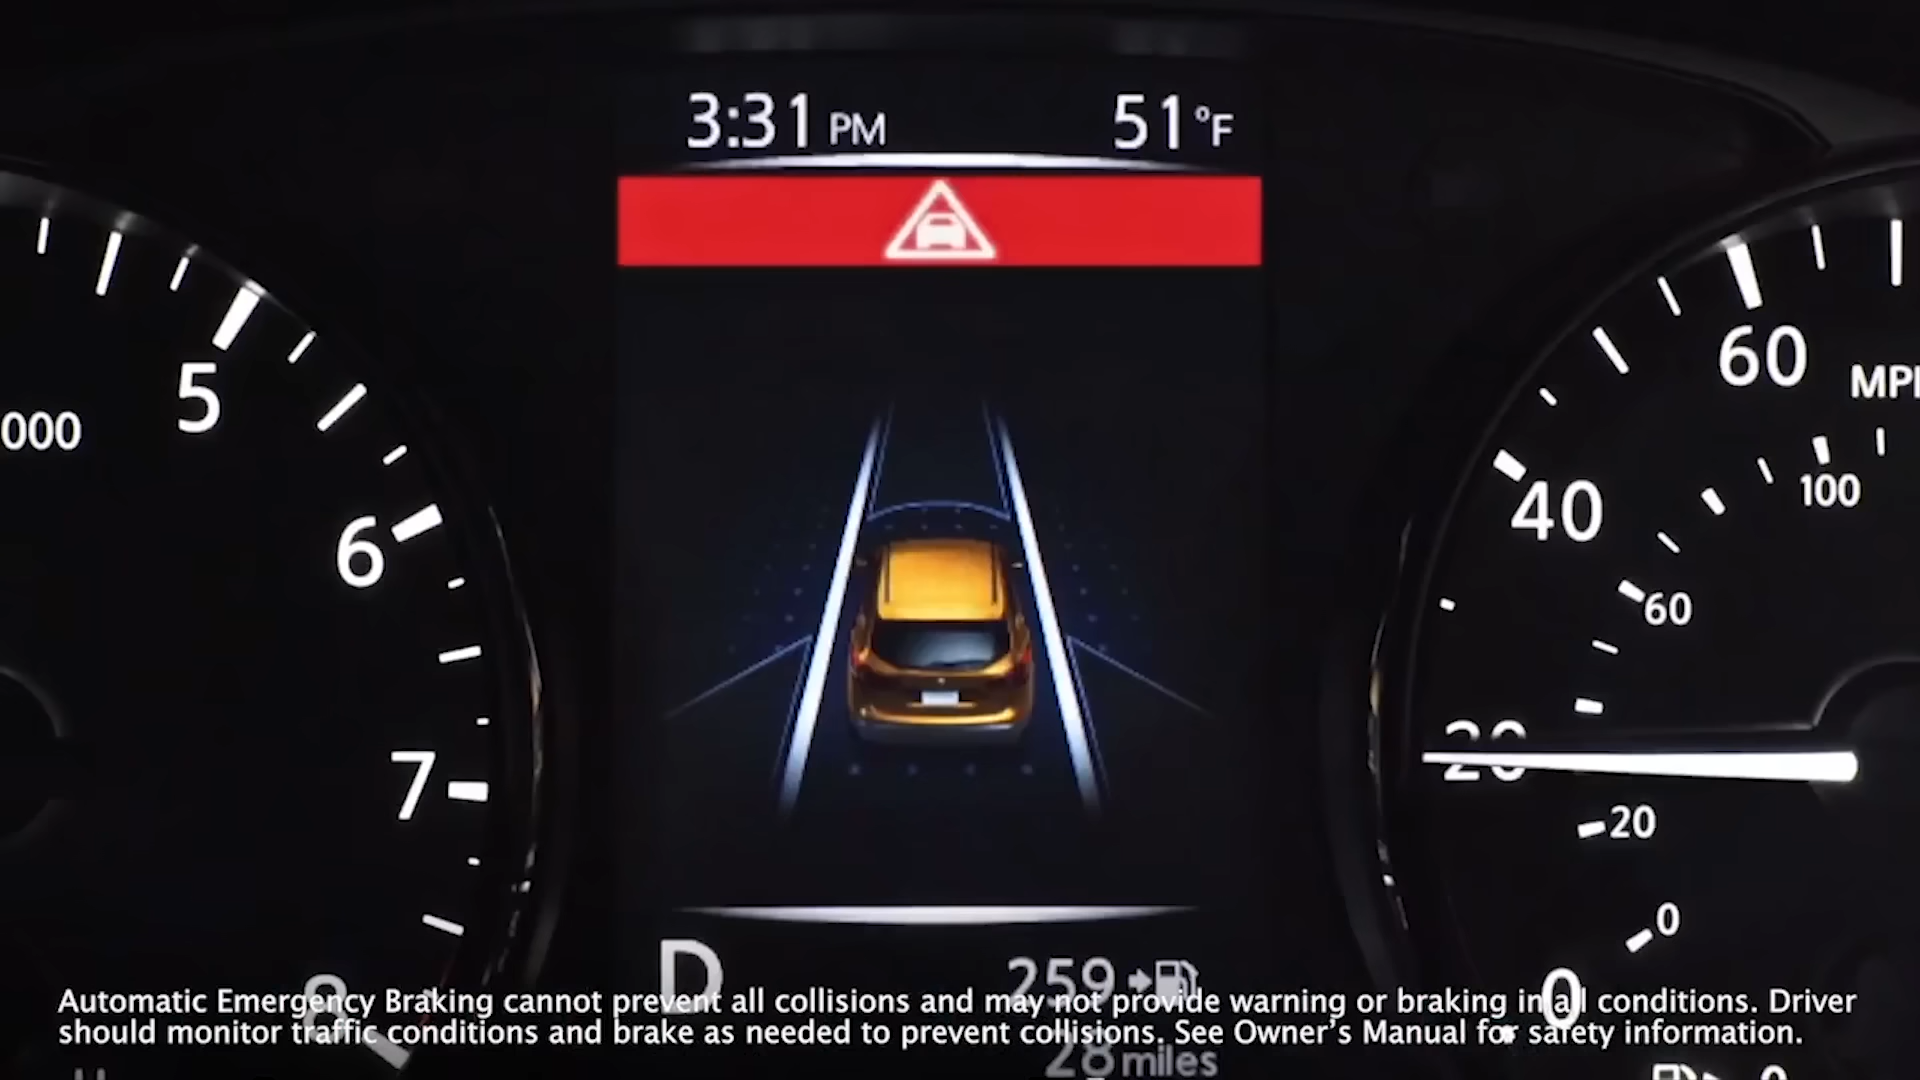 3:31 PM 51°F
5
000
6
7
8
60
MPH
100
40
60
20
20
0
0
D 259
Automatic Emergency Braking cannot prevent all collisions and may not provide warning or braking in all conditions. Driver
should monitor traffic conditions and brake as needed to prevent collisions. See Owner's Manual for safety information.
28 miles